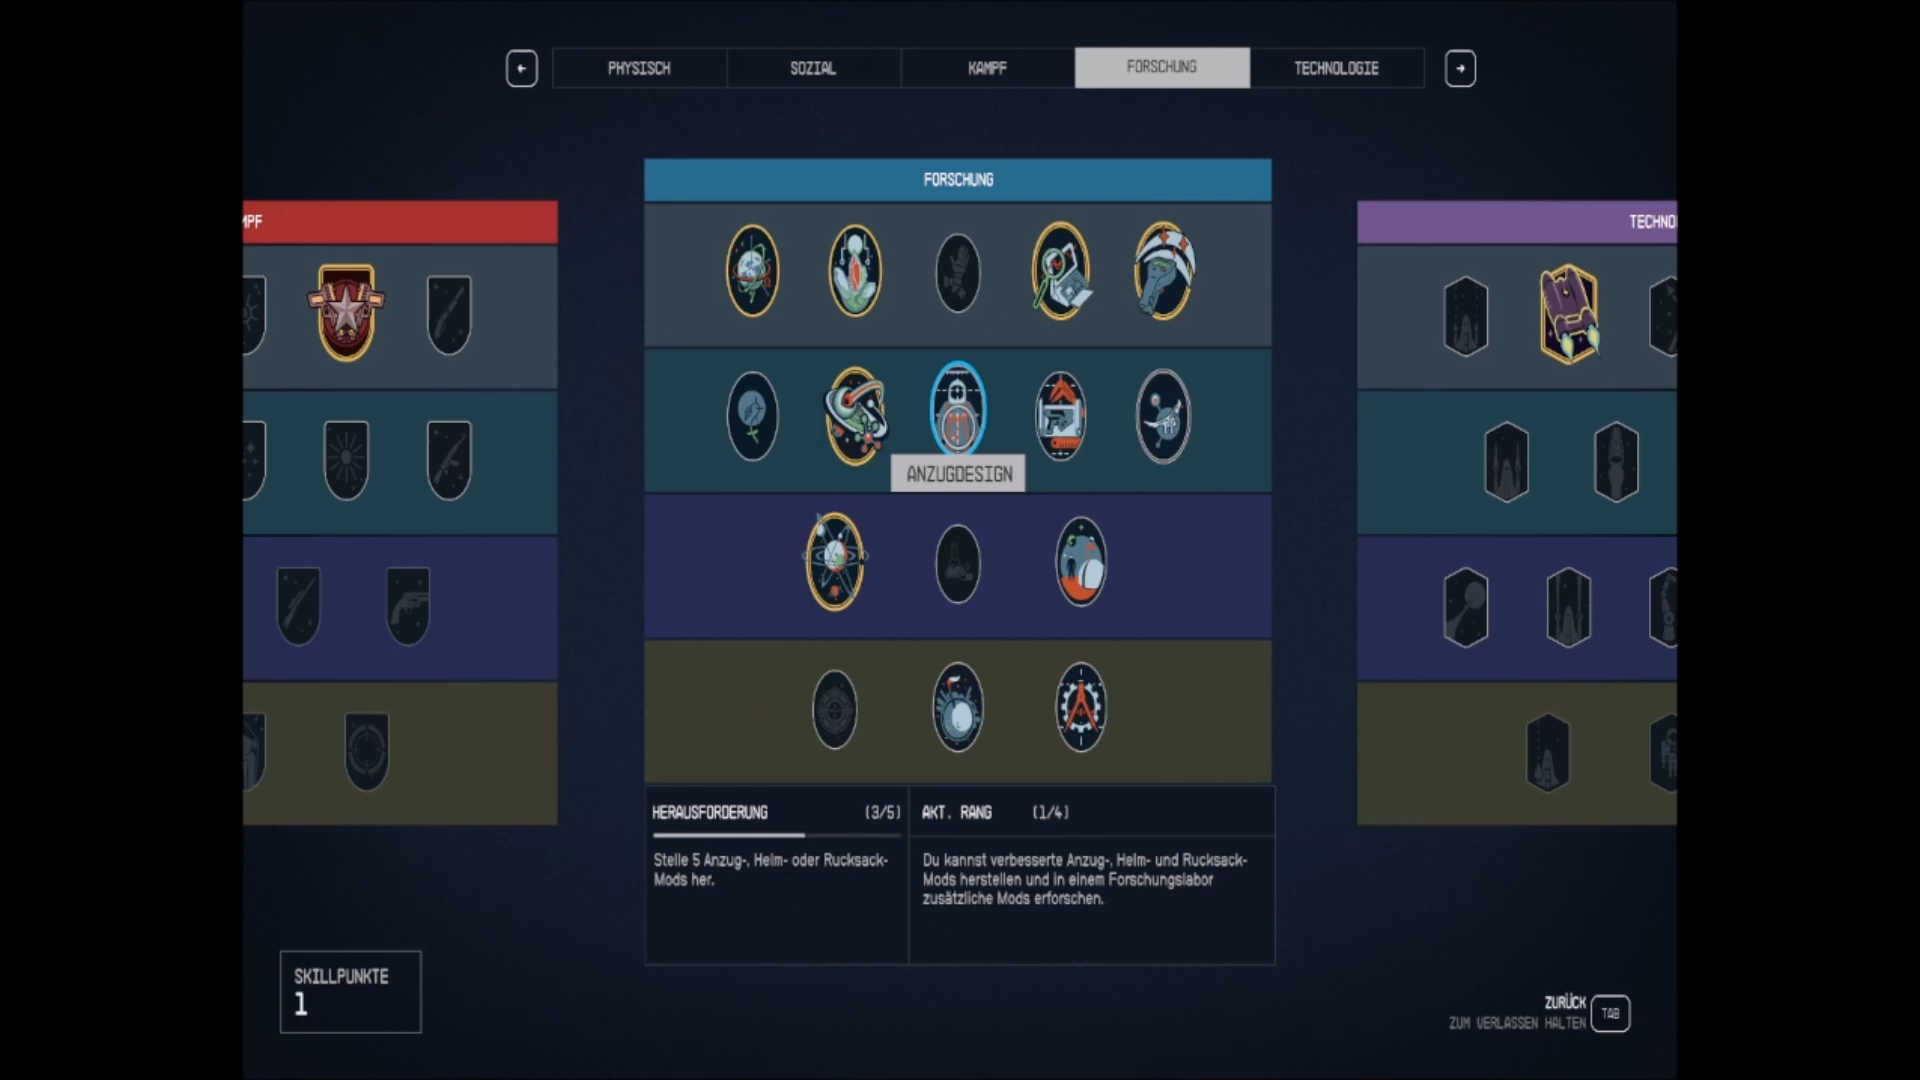 ←
PHYSISCH
SOZIAL
KAMPF
FORSCHUNG
TECHNOLOGIE
→
FORSCHUNG
MPF
TECHNO
ANZUGDESIGN
HERAUSFORDERUNG (3/5)
Stelle 5 Anzug-, Helm- oder Rucksack-
Mods her.
AKT. RANG (1/4)
Du kannst verbesserte Anzug-, Helm- und Rucksack-
Mods herstellen und in einem Forschungslabor
zusätzliche Mods erforschen.
SKILLPUNKTE
1
ZURÜCK
ZUM VERLASSEN HALTEN
TAB